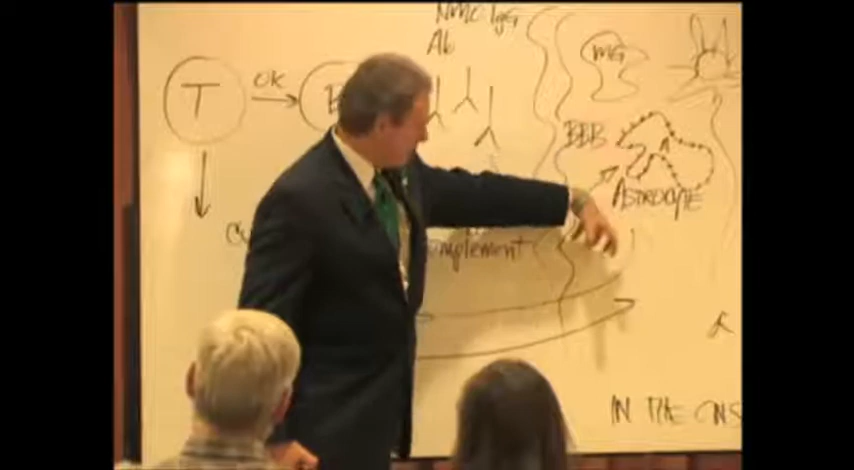 NMO IgG
Ab
MG
T
OK
B
BBB
ASTROCYTE
Complement
IN THE CNS